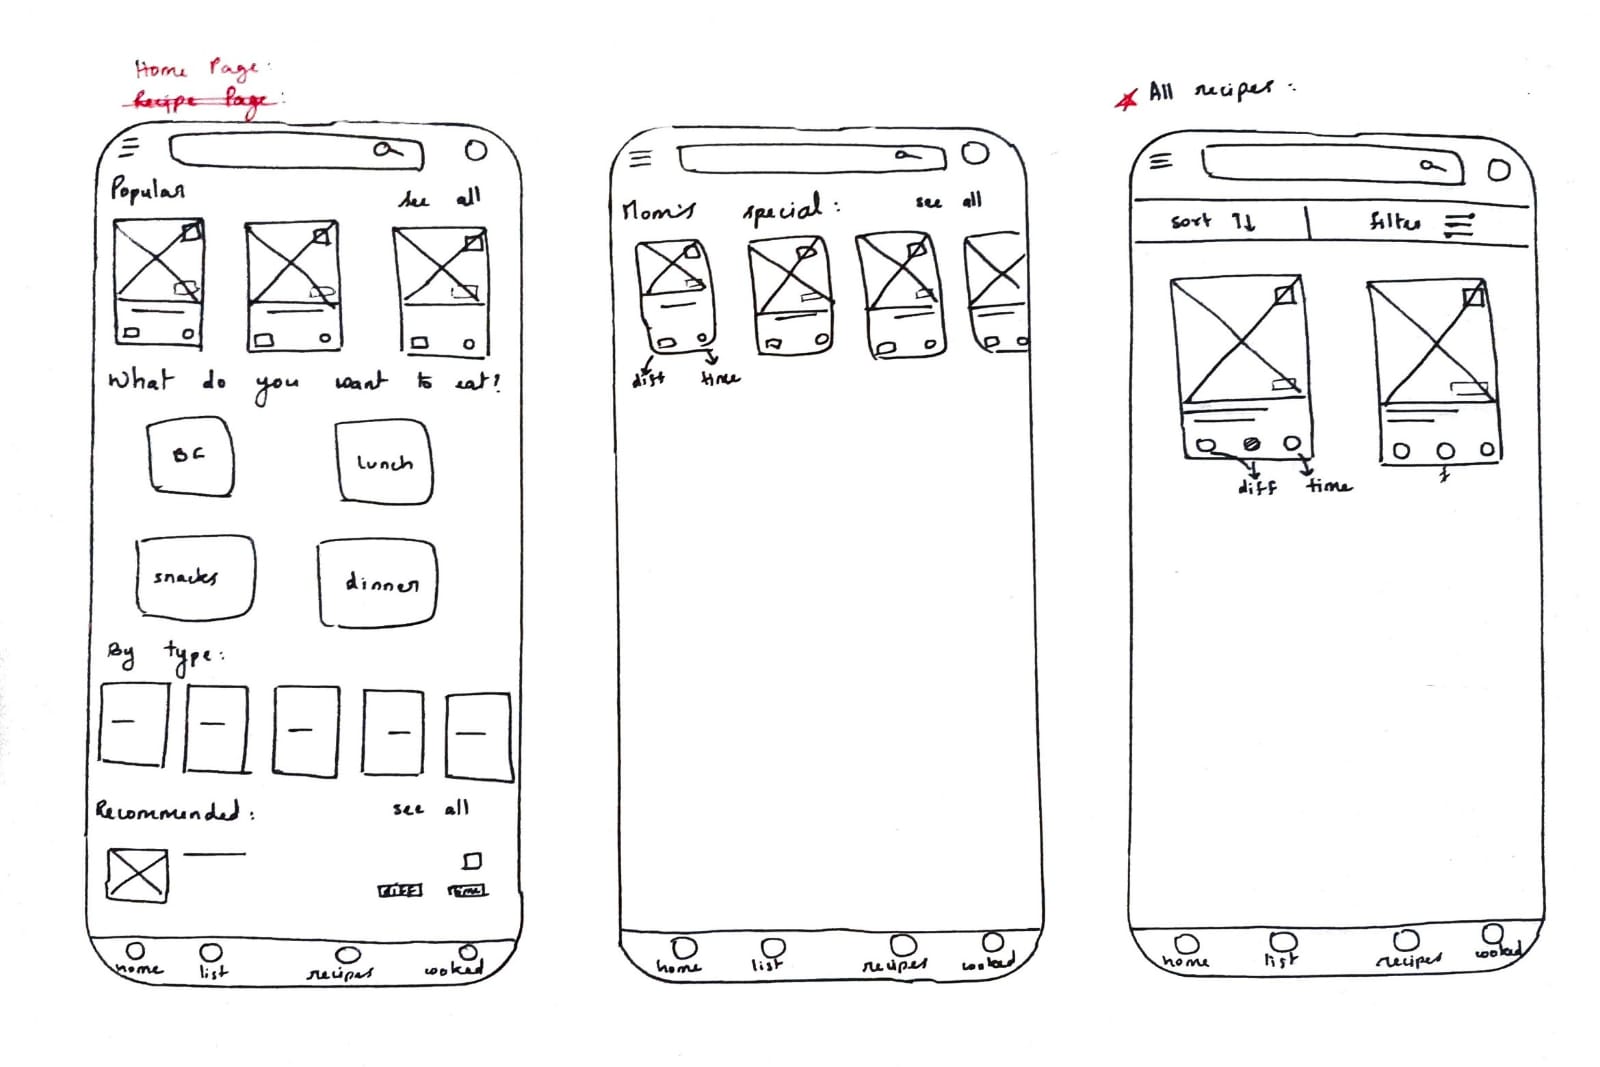 Home Page:
Recipe Page:
Popular see all
What do you want to eat?
BF
lunch
snacks
dinner
By type:
Recommended: see all
diff time
home list recipes cooked
Mom's special: see all
diff time
home list recipes cooked
All recipes:
sort filter
diff time
home list recipes cooked